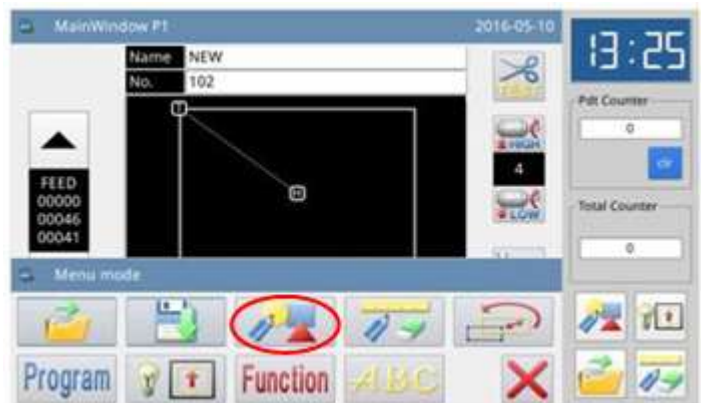 MainWindow P1 2016-05-10
13:25
Name NEW
No. 102
TEST
T
H
HIGH
4
LOW
FEED
00000
00046
00041
Pdt Counter
0
clr
Total Counter
0
Menu mode
Program
Function
ABC